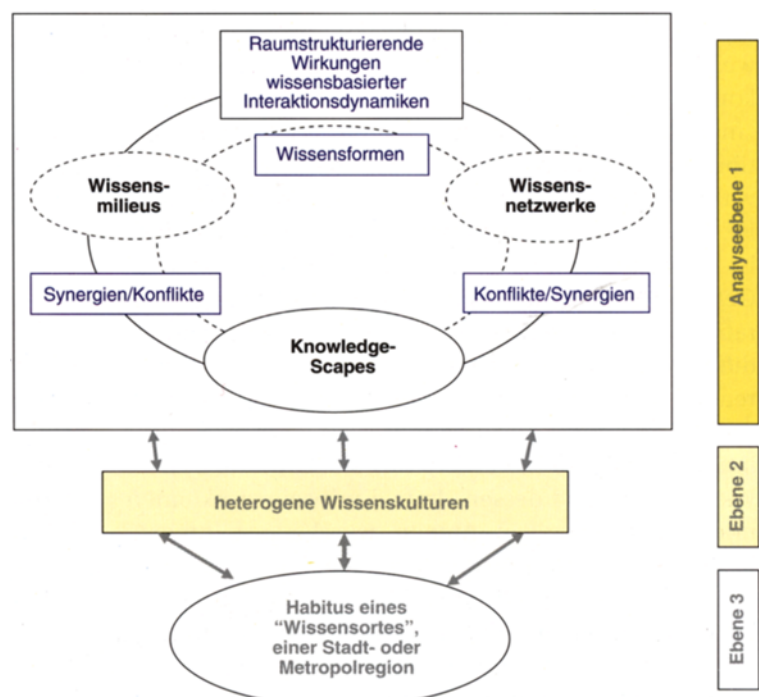 Raumstrukturierende
Wirkungen
wissensbasierter
Interaktionsdynamiken
Wissensformen
Wissens-
milieus
Wissens-
netzwerke
Synergien/Konflikte
Konflikte/Synergien
Knowledge-
Scapes
Analyseebene 1
heterogene Wissenskulturen
Ebene 2
Habitus eines
“Wissensortes”,
einer Stadt- oder
Metropolregion
Ebene 3